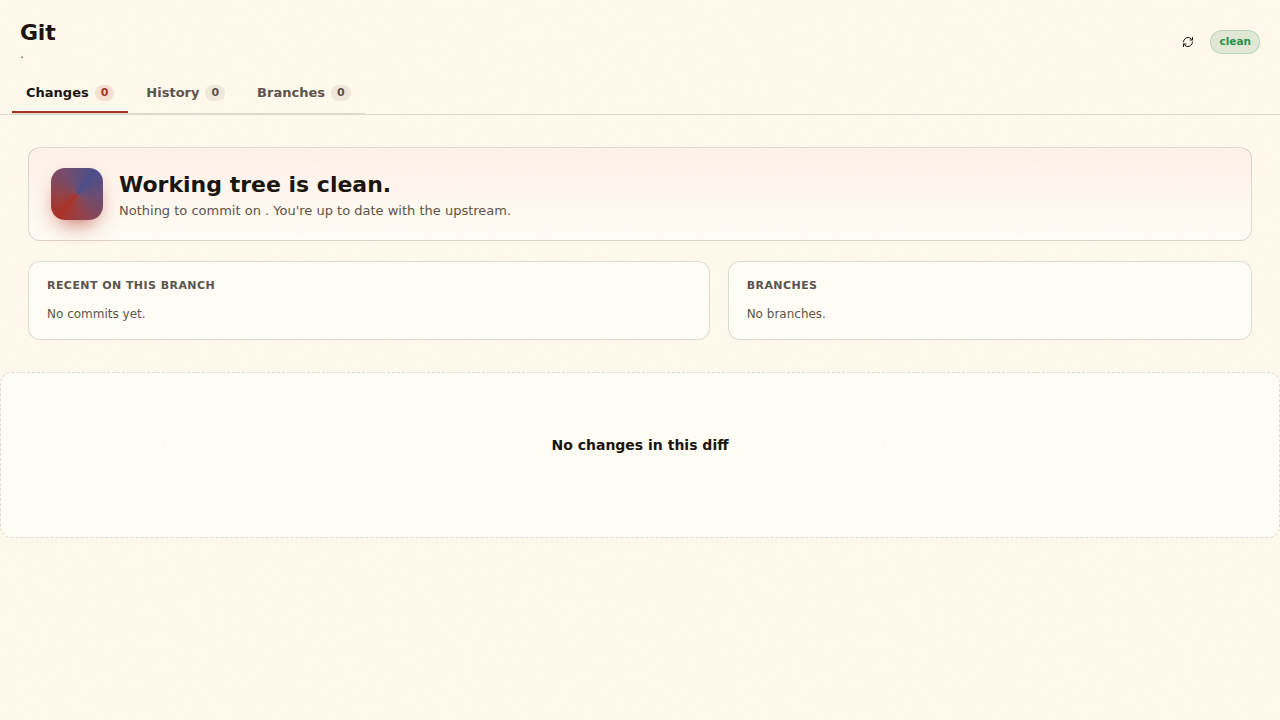 Git
.
clean
Changes 0
History 0
Branches 0
Working tree is clean.
Nothing to commit on . You're up to date with the upstream.
RECENT ON THIS BRANCH
No commits yet.
BRANCHES
No branches.
No changes in this diff